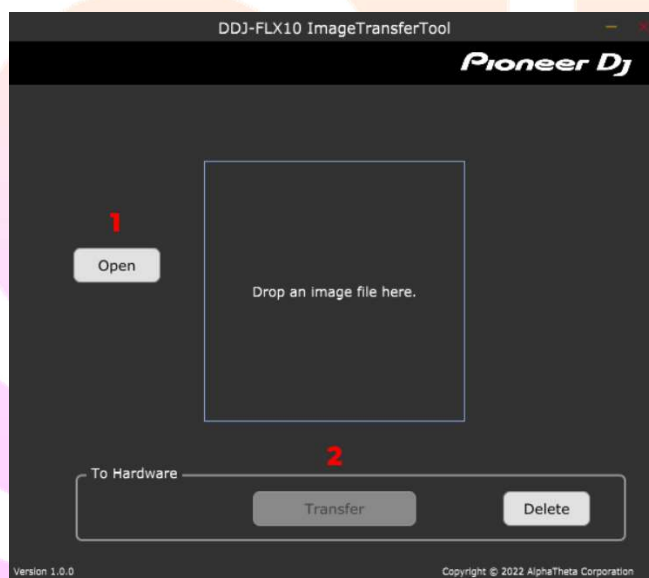 DDJ-FLX10 ImageTransferTool
Pioneer Dj
1
Open
Drop an image file here.
2
To Hardware
Transfer
Delete
Version 1.0.0
Copyright © 2022 AlphaTheta Corporation